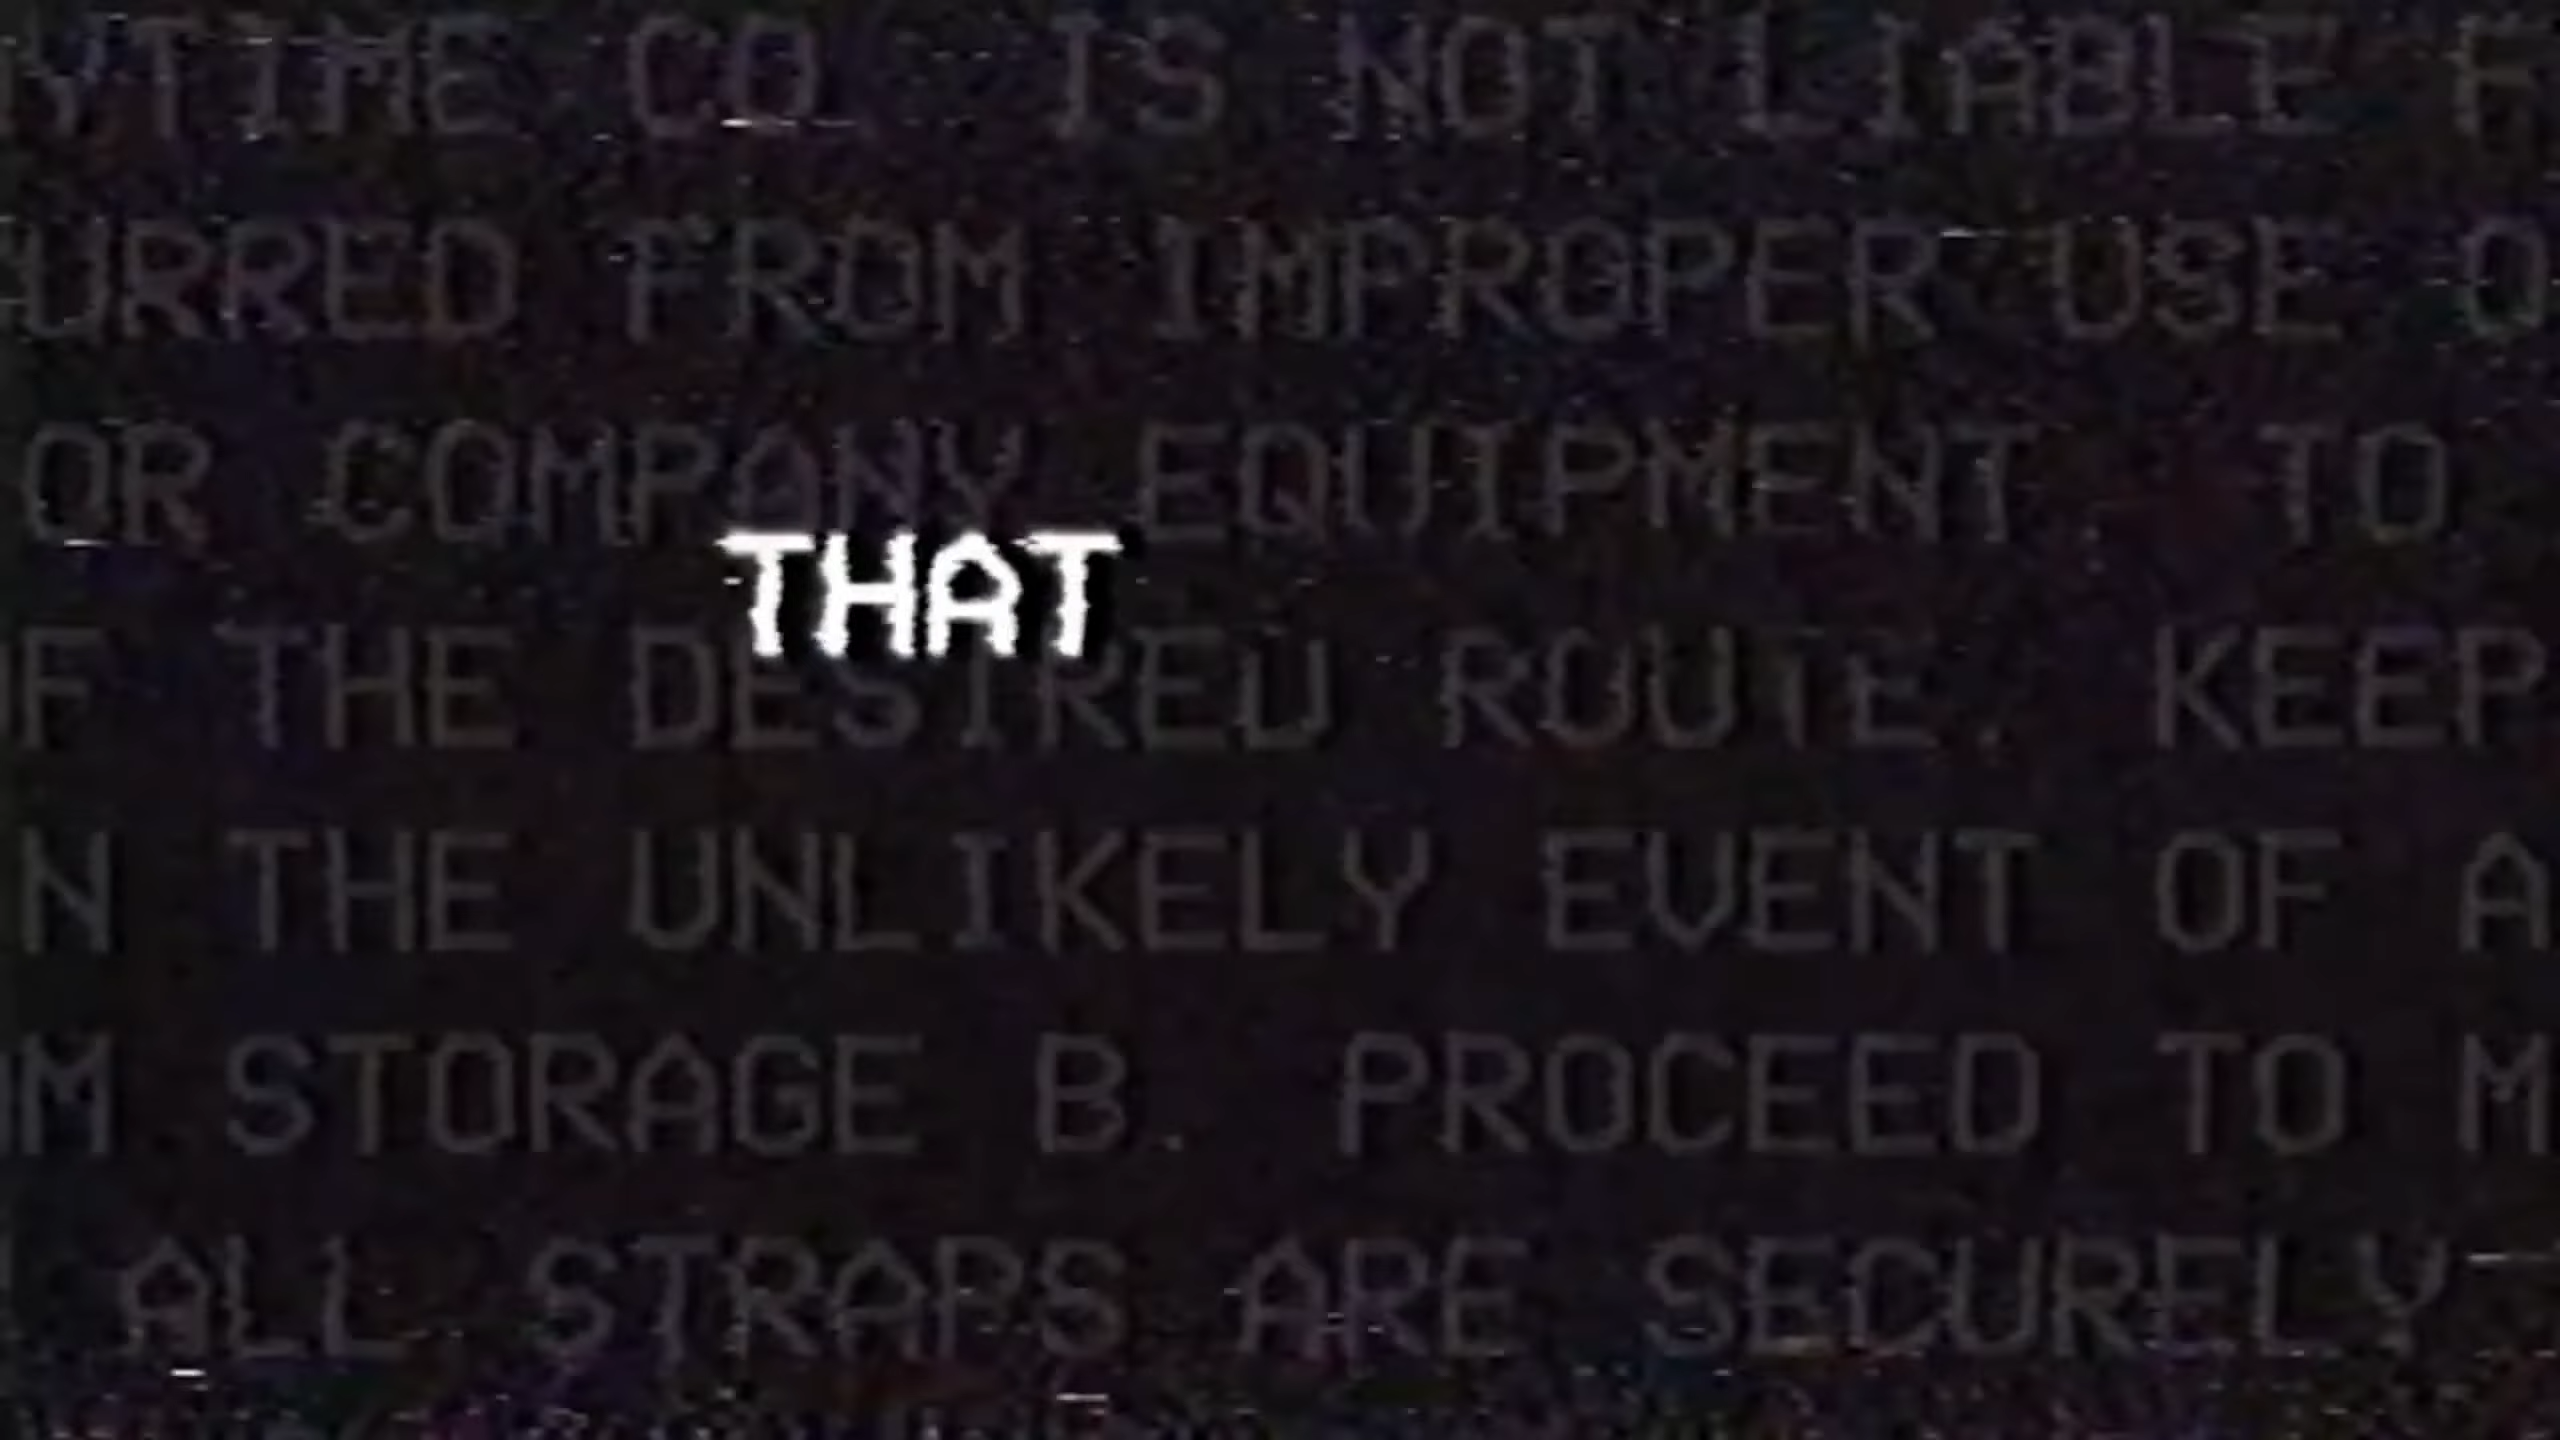 YTIME CO. IS NOT LIABLE F
URRED FROM IMPROPER USE O
OR COMPANY EQUIPMENT. TO
THAT
F THE DESIRED ROUTE. KEEP
N THE UNLIKELY EVENT OF A
M STORAGE B. PROCEED TO M
ALL STRAPS ARE SECURELY